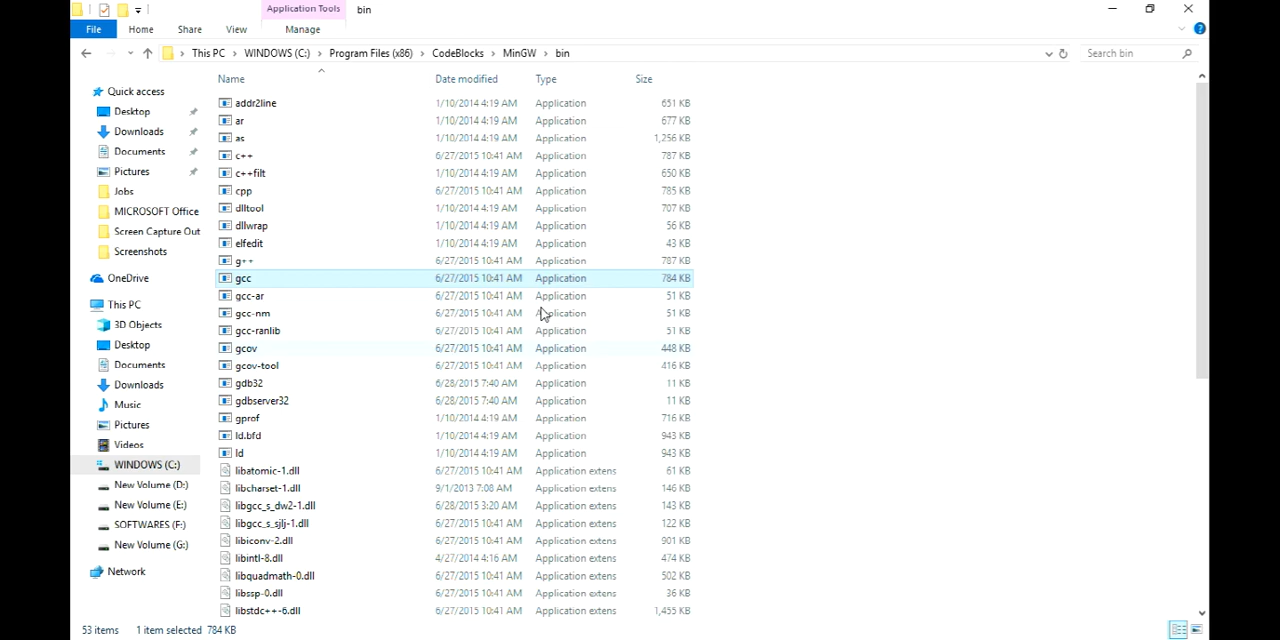 Application Tools bin
File Home Share View Manage
This PC WINDOWS (C:) Program Files (x86) CodeBlocks MinGW bin Search bin
Name Date modified Type Size
Quick access
Desktop
Downloads
Documents
Pictures
Jobs
MICROSOFT Office
Screen Capture Out
Screenshots
OneDrive
This PC
3D Objects
Desktop
Documents
Downloads
Music
Pictures
Videos
WINDOWS (C:)
New Volume (D:)
New Volume (E:)
SOFTWARES (F:)
New Volume (G:)
Network
addr2line 1/10/2014 4:19 AM Application 651 KB
ar 1/10/2014 4:19 AM Application 677 KB
as 1/10/2014 4:19 AM Application 1,256 KB
c++ 6/27/2015 10:41 AM Application 787 KB
c++filt 1/10/2014 4:19 AM Application 650 KB
cpp 6/27/2015 10:41 AM Application 785 KB
dlltool 1/10/2014 4:19 AM Application 707 KB
dllwrap 1/10/2014 4:19 AM Application 56 KB
elfedit 1/10/2014 4:19 AM Application 43 KB
g++ 6/27/2015 10:41 AM Application 787 KB
gcc 6/27/2015 10:41 AM Application 784 KB
gcc-ar 6/27/2015 10:41 AM Application 51 KB
gcc-nm 6/27/2015 10:41 AM Application 51 KB
gcc-ranlib 6/27/2015 10:41 AM Application 51 KB
gcov 6/27/2015 10:41 AM Application 448 KB
gcov-tool 6/27/2015 10:41 AM Application 416 KB
gdb32 6/28/2015 7:40 AM Application 11 KB
gdbserver32 6/28/2015 7:40 AM Application 11 KB
gprof 1/10/2014 4:19 AM Application 716 KB
ld.bfd 1/10/2014 4:19 AM Application 943 KB
ld 1/10/2014 4:19 AM Application 943 KB
libatomic-1.dll 6/27/2015 10:41 AM Application extens 61 KB
libcharset-1.dll 9/1/2013 7:08 AM Application extens 146 KB
libgcc_s_dw2-1.dll 6/28/2015 3:20 AM Application extens 143 KB
libgcc_s_sjlj-1.dll 6/27/2015 10:41 AM Application extens 122 KB
libiconv-2.dll 6/27/2015 10:41 AM Application extens 901 KB
libintl-8.dll 4/27/2014 4:16 AM Application extens 474 KB
libquadmath-0.dll 6/27/2015 10:41 AM Application extens 502 KB
libssp-0.dll 6/27/2015 10:41 AM Application extens 36 KB
libstdc++-6.dll 6/27/2015 10:41 AM Application extens 1,455 KB
53 items 1 item selected 784 KB